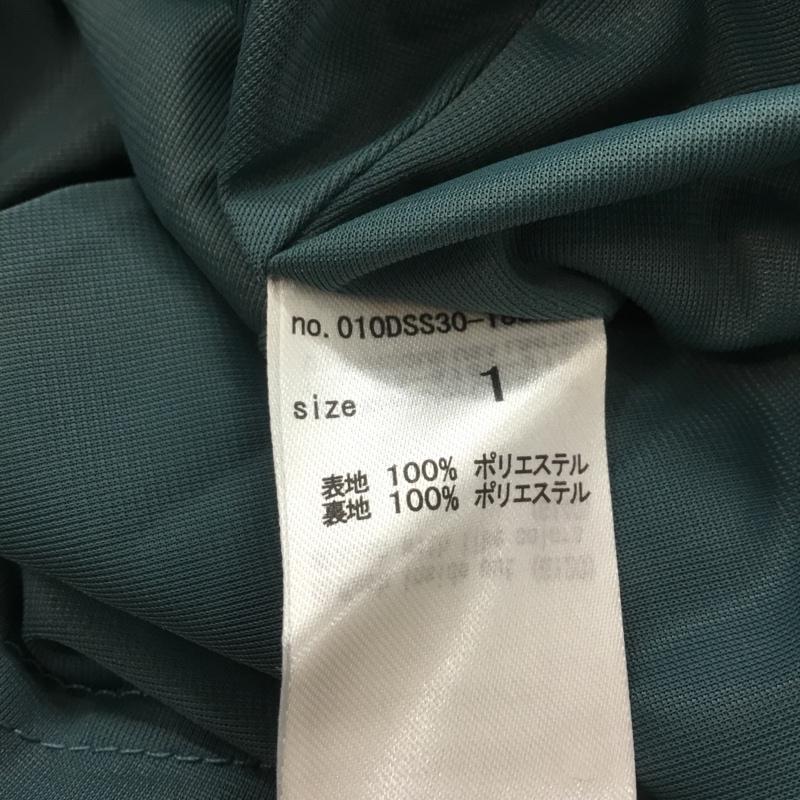 no. 010DSS30-
size 1
表地 100% ポリエステル
裏地 100% ポリエステル